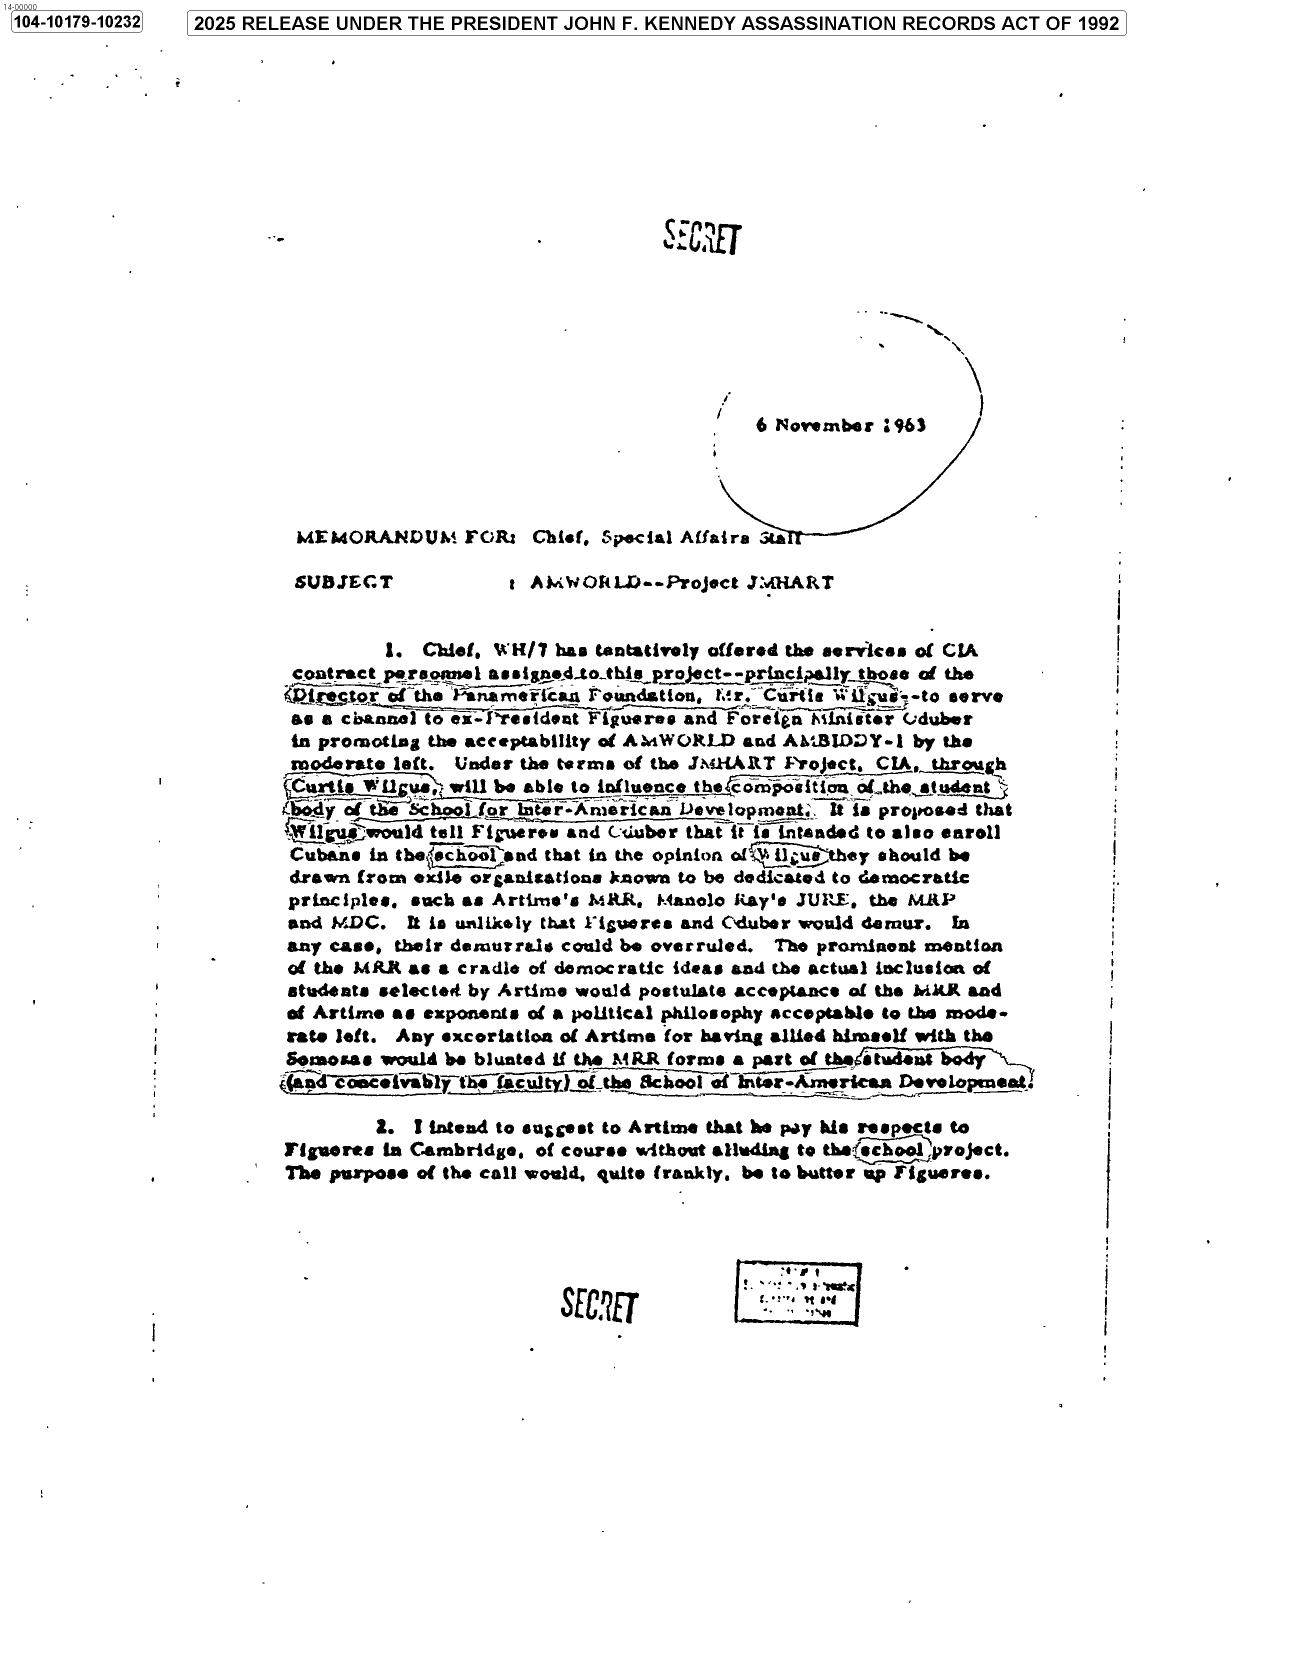 14-00000
104-10179-10232
2025 RELEASE UNDER THE PRESIDENT JOHN F. KENNEDY ASSASSINATION RECORDS ACT OF 1992
SECRET
6 November 1963
MEMORANDUM FOR: Chief, Special Affairs Staff
SUBJECT : AMWORLD--Project JMHART
1. Chief, WH/7 has tentatively offered the services of CIA
contract personnel assigned to this project--principally those of the
Director of the Panamerican Foundation, Mr. Curtis Wilgus--to serve
as a channel to ex-President Figueres and Foreign Minister Oduber
in promoting the acceptability of AMWORLD and AMBIDDY-1 by the
moderate left. Under the terms of the JMHART Project, CIA, through
Curtis Wilgus, will be able to influence the composition of the student
body of the School for Inter-American Development. It is proposed that
Wilgus would tell Figueres and Oduber that it is intended to also enroll
Cubans in the school and that in the opinion of Wilgus they should be
drawn from exile organizations known to be dedicated to democratic
principles, such as Artime's MRR, Manolo Ray's JURE, the MRP
and MDC. It is unlikely that Figueres and Oduber would demur. In
any case, their demurrals could be overruled. The prominent mention
of the MRR as a cradle of democratic ideas and the actual inclusion of
students selected by Artime would postulate acceptance of the MRR and
of Artime as exponents of a political philosophy acceptable to the mode-
rate left. Any excoriation of Artime for having allied himself with the
Somozas would be blunted if the MRR forms a part of the student body
(and conceivably the faculty) of the School of Inter-American Development.
2. I intend to suggest to Artime that he pay his respects to
Figueres in Cambridge, of course without alluding to the school project.
The purpose of the call would, quite frankly, be to butter up Figueres.
SECRET